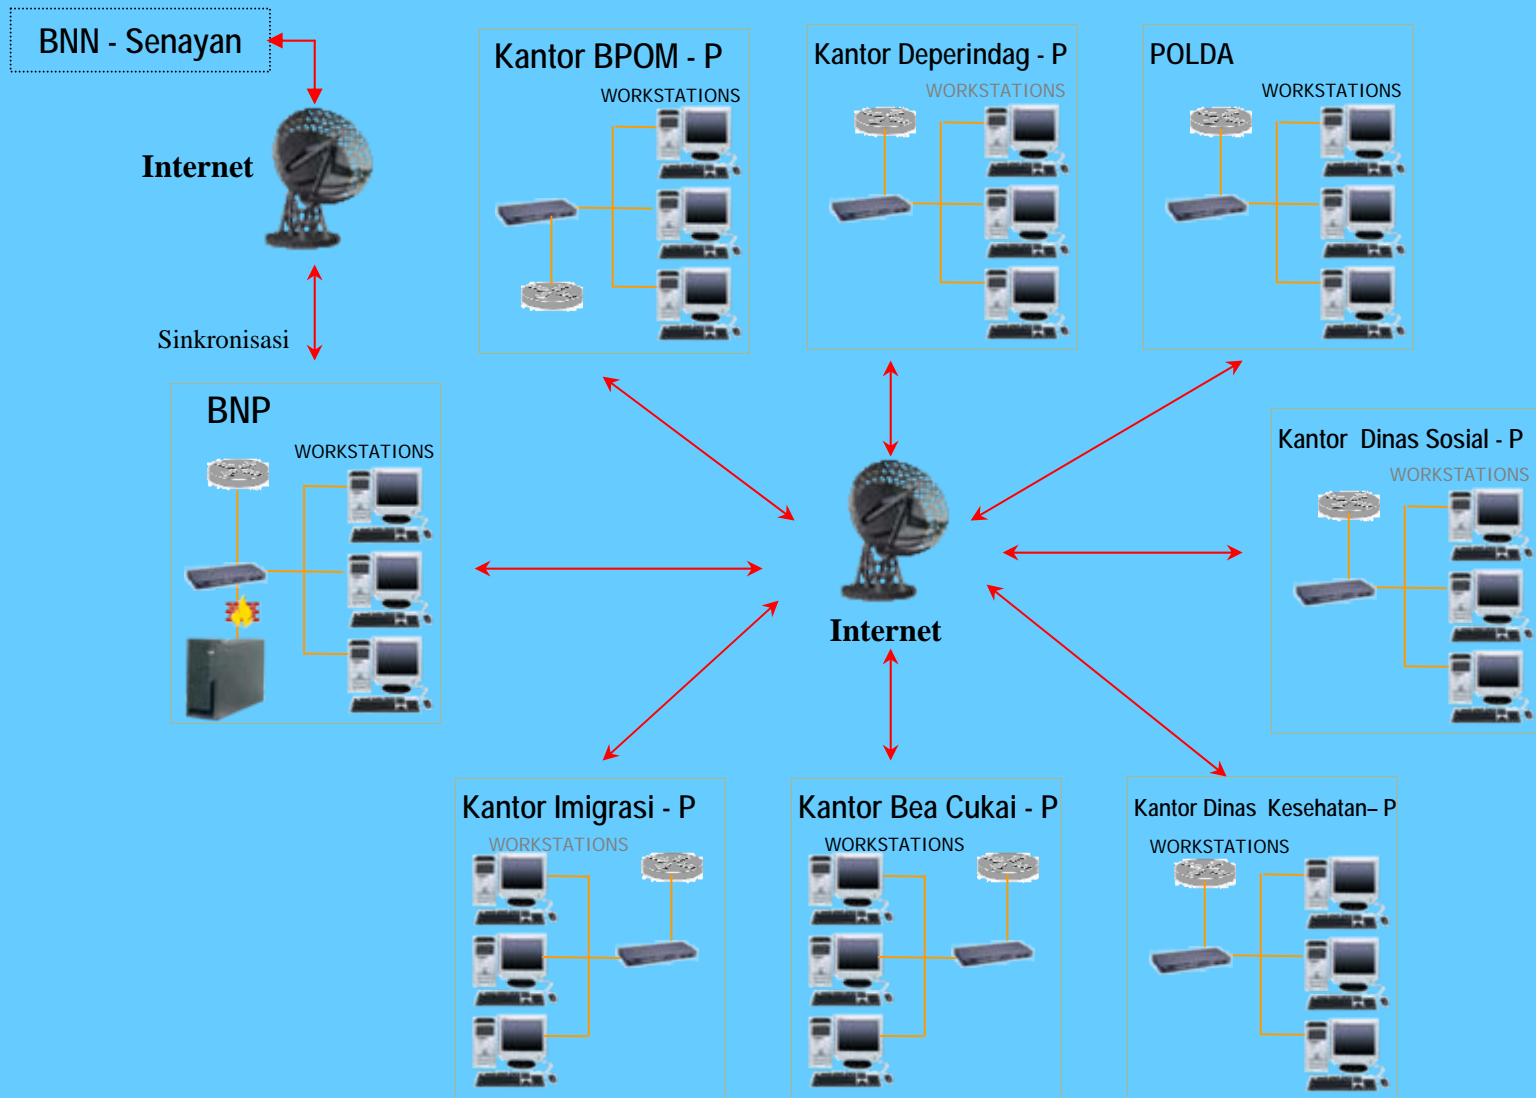 BNN - Senayan
Internet
Sinkronisasi
Kantor BPOM - P
WORKSTATIONS
Kantor Deperindag - P
WORKSTATIONS
POLDA
WORKSTATIONS
BNP
WORKSTATIONS
Internet
Kantor Dinas Sosial - P
WORKSTATIONS
Kantor Imigrasi - P
WORKSTATIONS
Kantor Bea Cukai - P
WORKSTATIONS
Kantor Dinas Kesehatan– P
WORKSTATIONS